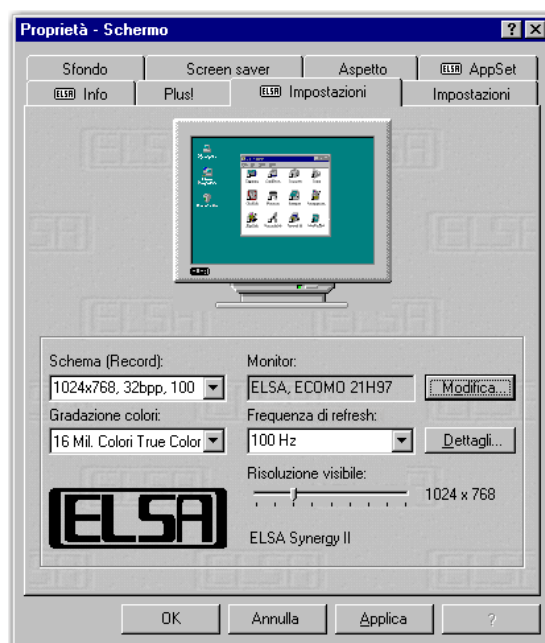 Proprietà - Schermo
Sfondo Screen saver Aspetto ELSA AppSet
ELSA Info Plus! ELSA Impostazioni Impostazioni
Schema (Record): Monitor:
1024x768, 32bpp, 100 ELSA, ECOMO 21H97 Modifica...
Gradazione colori: Frequenza di refresh:
16 Mil. Colori True Color 100 Hz Dettagli...
Risoluzione visibile:
1024 x 768
ELSA
ELSA Synergy II
OK Annulla Applica ?